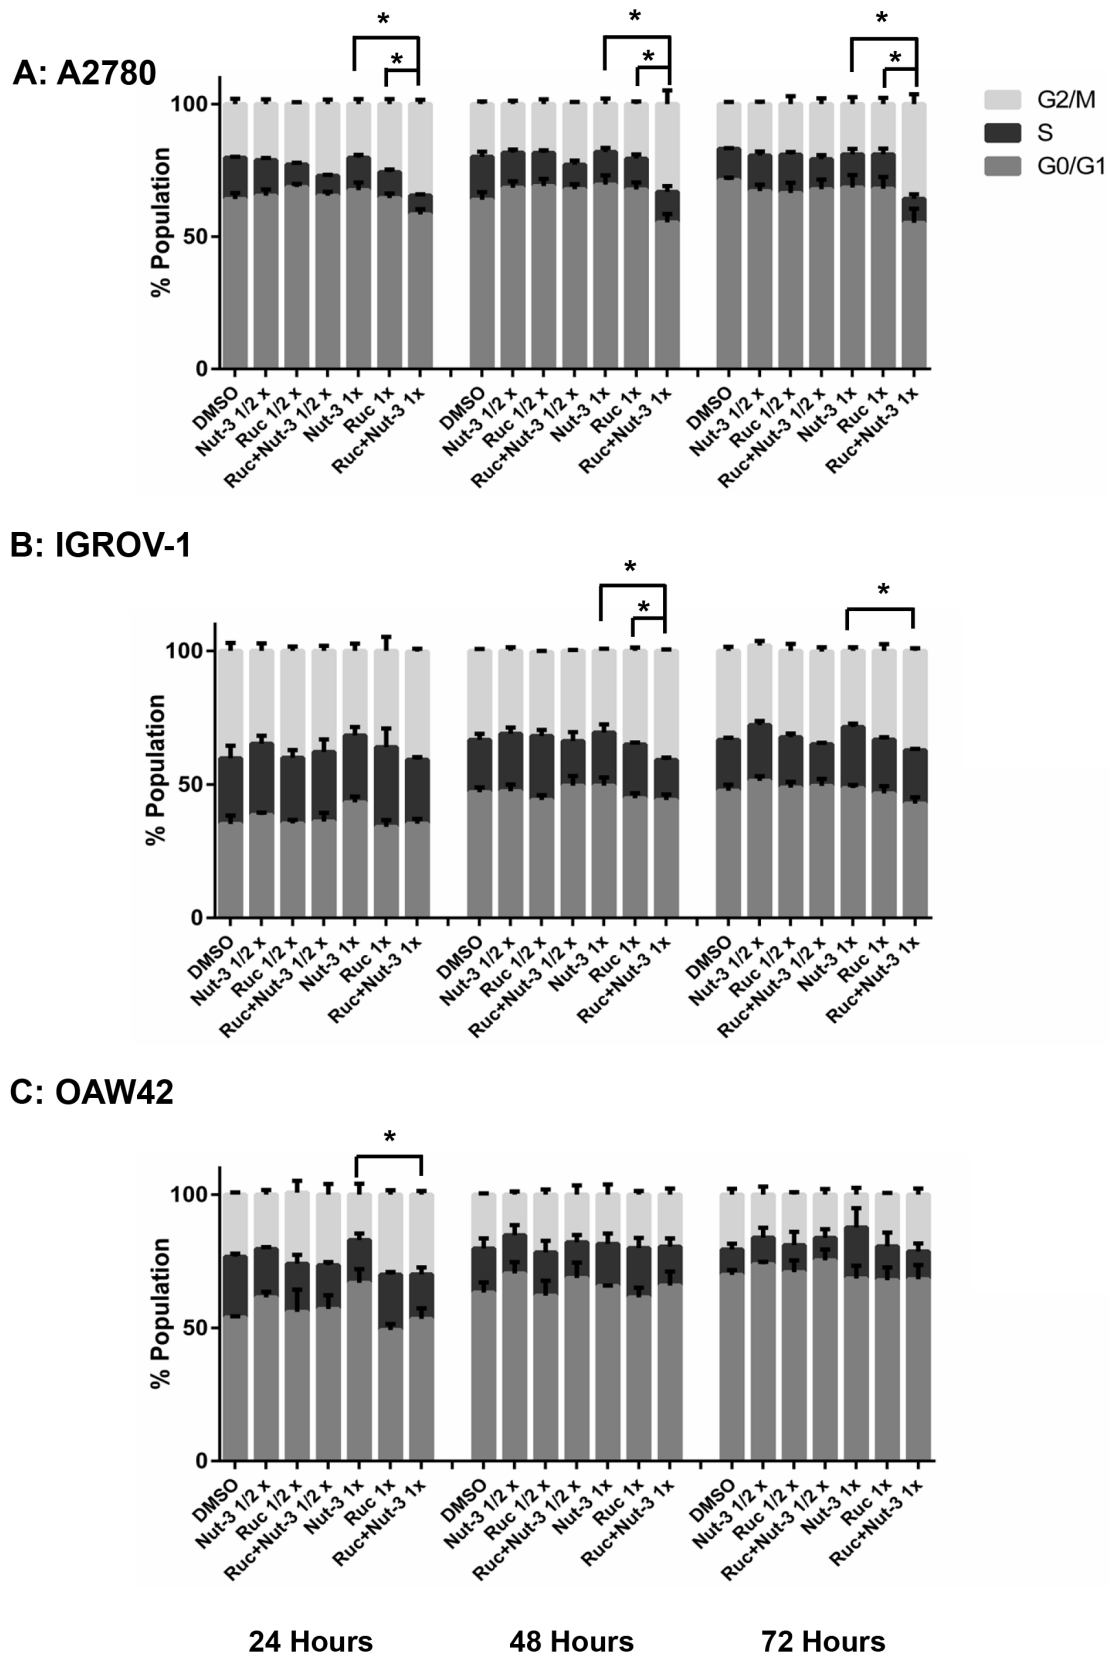 A: A2780
* * * * * *
G2/M
S
G0/G1
% Population
100
50
0
DMSO
Nut-3 1/2 x
Ruc 1/2 x
Ruc+Nut-3 1/2 x
Nut-3 1x
Ruc 1x
Ruc+Nut-3 1x
DMSO
Nut-3 1/2 x
Ruc 1/2 x
Ruc+Nut-3 1/2 x
Nut-3 1x
Ruc 1x
Ruc+Nut-3 1x
DMSO
Nut-3 1/2 x
Ruc 1/2 x
Ruc+Nut-3 1/2 x
Nut-3 1x
Ruc 1x
Ruc+Nut-3 1x
B: IGROV-1
* * *
% Population
100
50
0
DMSO
Nut-3 1/2 x
Ruc 1/2 x
Ruc+Nut-3 1/2 x
Nut-3 1x
Ruc 1x
Ruc+Nut-3 1x
DMSO
Nut-3 1/2 x
Ruc 1/2 x
Ruc+Nut-3 1/2 x
Nut-3 1x
Ruc 1x
Ruc+Nut-3 1x
DMSO
Nut-3 1/2 x
Ruc 1/2 x
Ruc+Nut-3 1/2 x
Nut-3 1x
Ruc 1x
Ruc+Nut-3 1x
C: OAW42
*
% Population
100
50
0
DMSO
Nut-3 1/2 x
Ruc 1/2 x
Ruc+Nut-3 1/2 x
Nut-3 1x
Ruc 1x
Ruc+Nut-3 1x
DMSO
Nut-3 1/2 x
Ruc 1/2 x
Ruc+Nut-3 1/2 x
Nut-3 1x
Ruc 1x
Ruc+Nut-3 1x
DMSO
Nut-3 1/2 x
Ruc 1/2 x
Ruc+Nut-3 1/2 x
Nut-3 1x
Ruc 1x
Ruc+Nut-3 1x
24 Hours 48 Hours 72 Hours